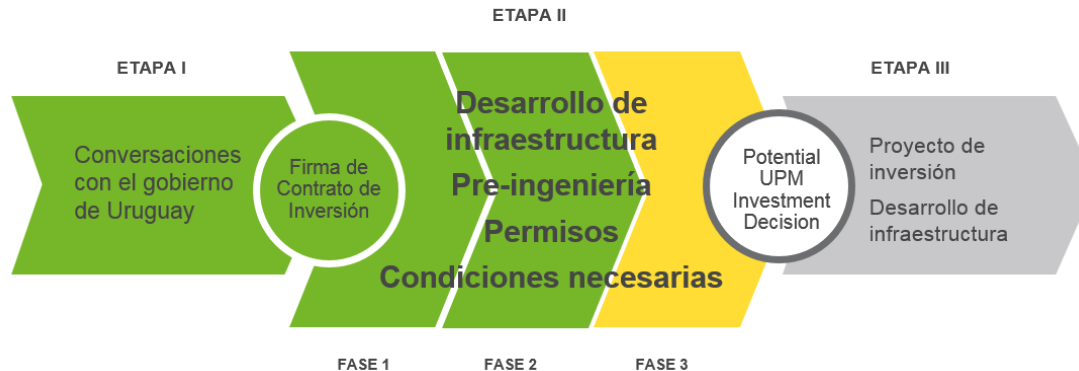 ETAPA II
ETAPA I
ETAPA III
Conversaciones
con el gobierno
de Uruguay
Firma de
Contrato de
Inversión
Desarrollo de
infraestructura
Pre-ingeniería
Permisos
Condiciones necesarias
Potential
UPM
Investment
Decision
Proyecto de
inversión
Desarrollo de
infraestructura
FASE 1
FASE 2
FASE 3